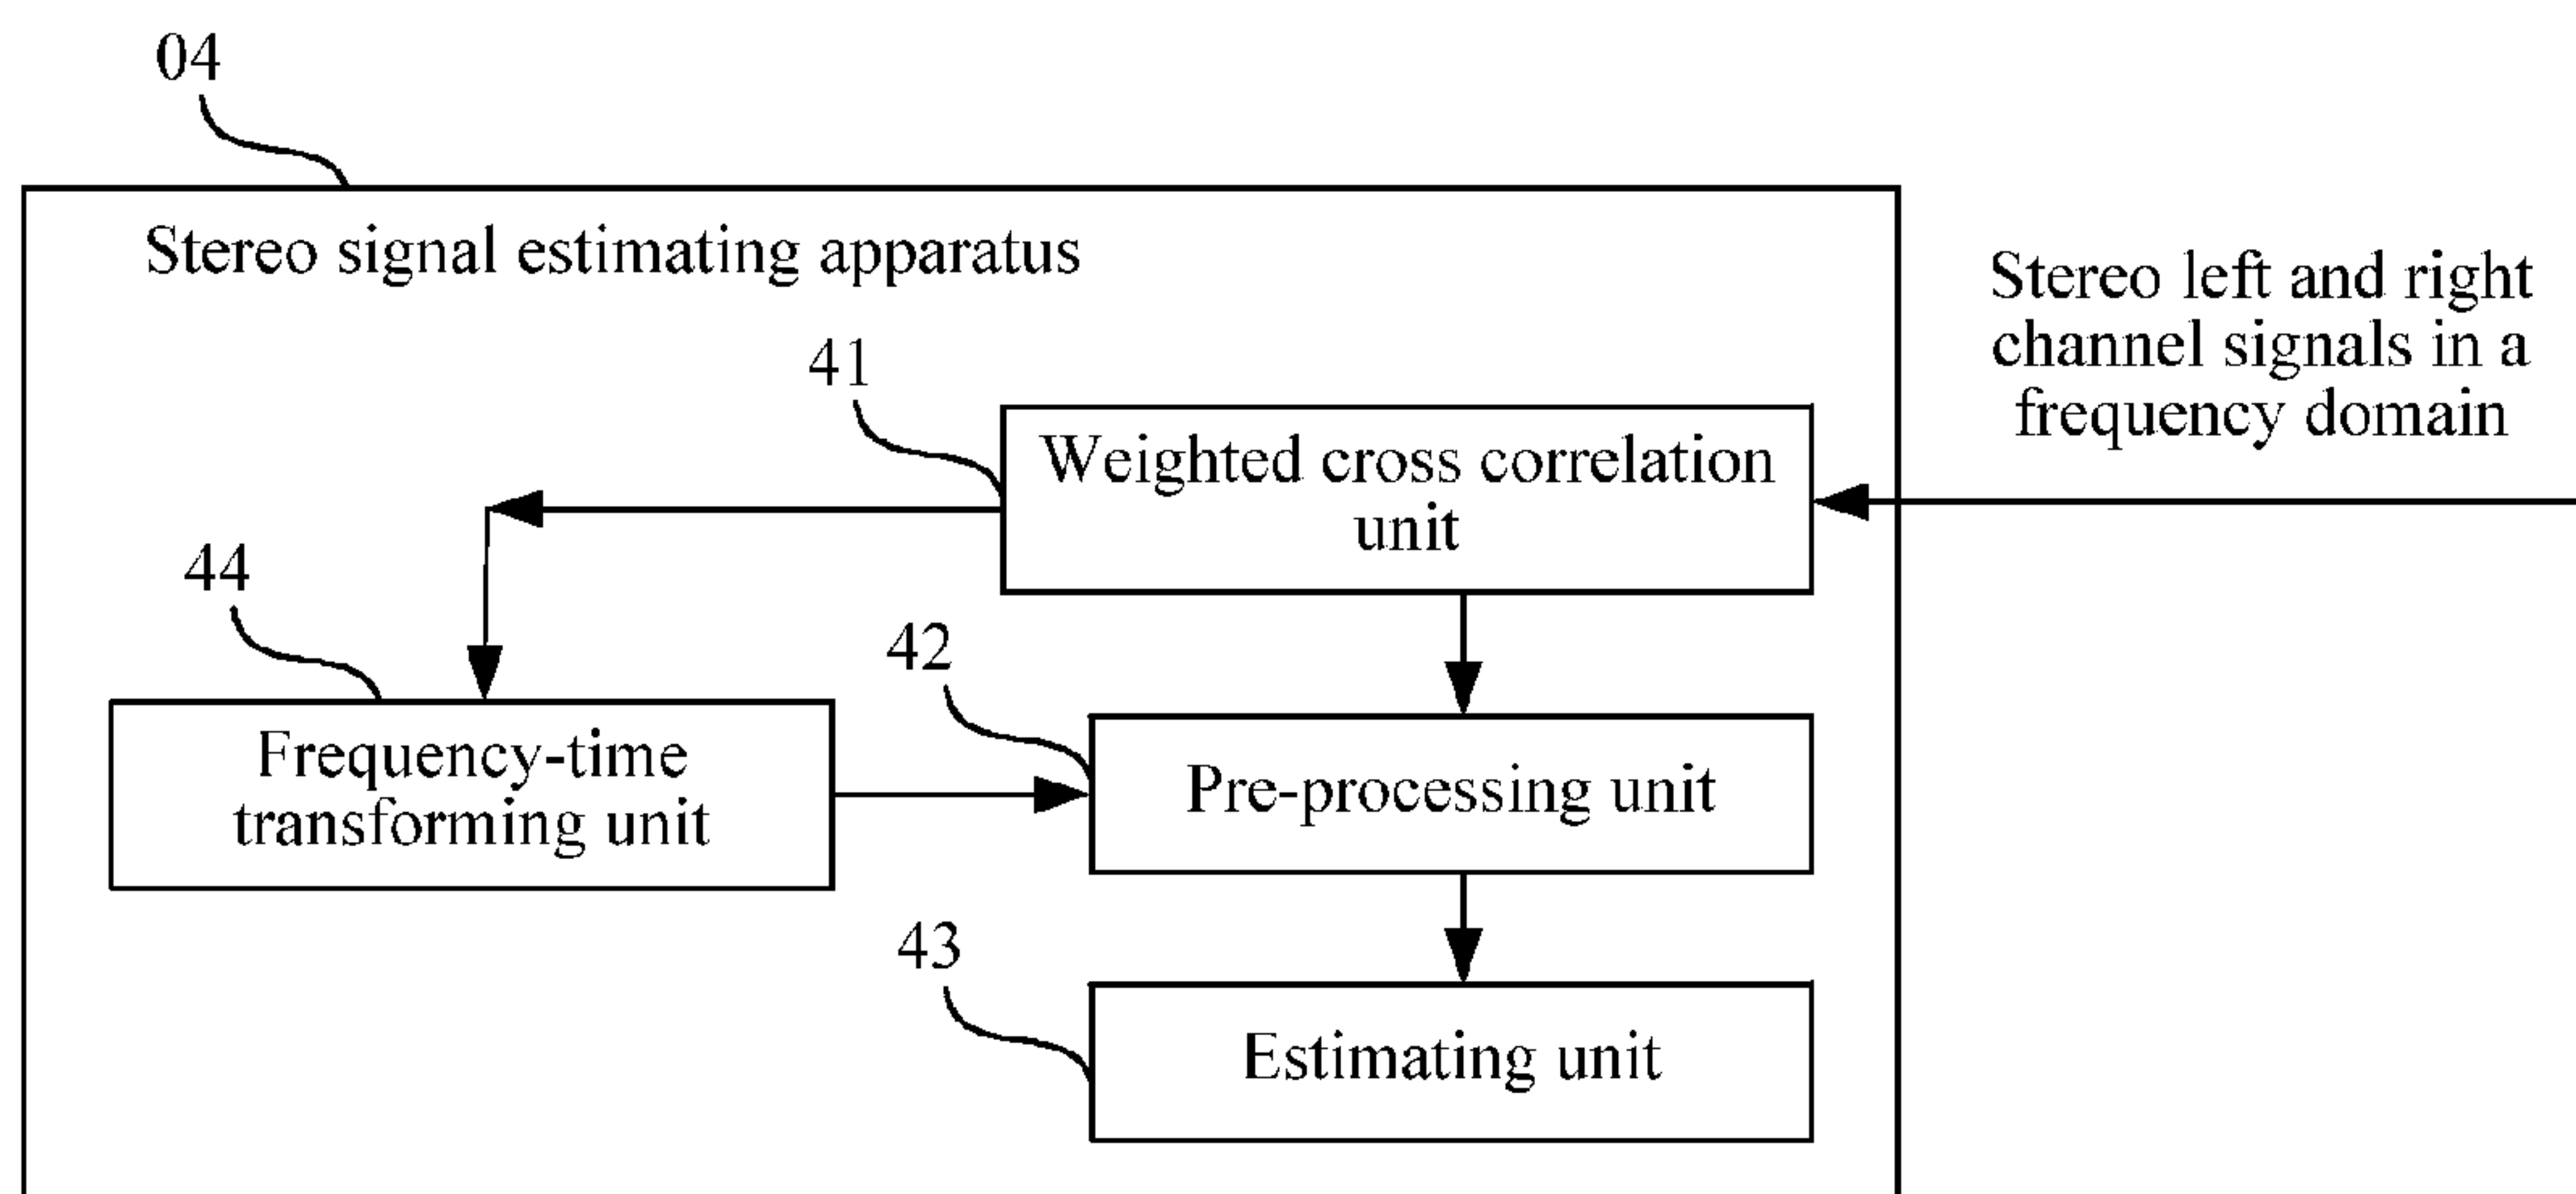 04
Stereo signal estimating apparatus
Stereo left and right
channel signals in a
frequency domain
41
Weighted cross correlation
unit
44
Frequency-time
transforming unit
42
Pre-processing unit
43
Estimating unit